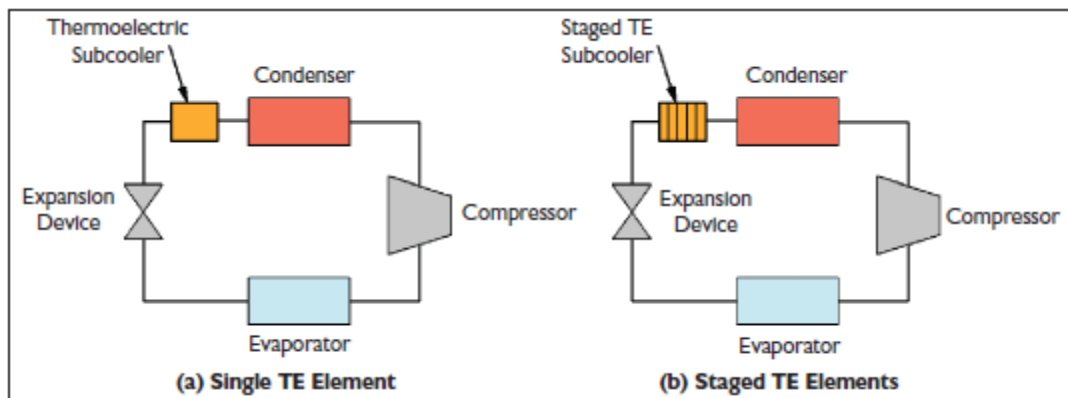 Thermoelectric
Subcooler
Condenser
Expansion
Device
Compressor
Evaporator
(a) Single TE Element
Staged TE
Subcooler
Condenser
Expansion
Device
Compressor
Evaporator
(b) Staged TE Elements